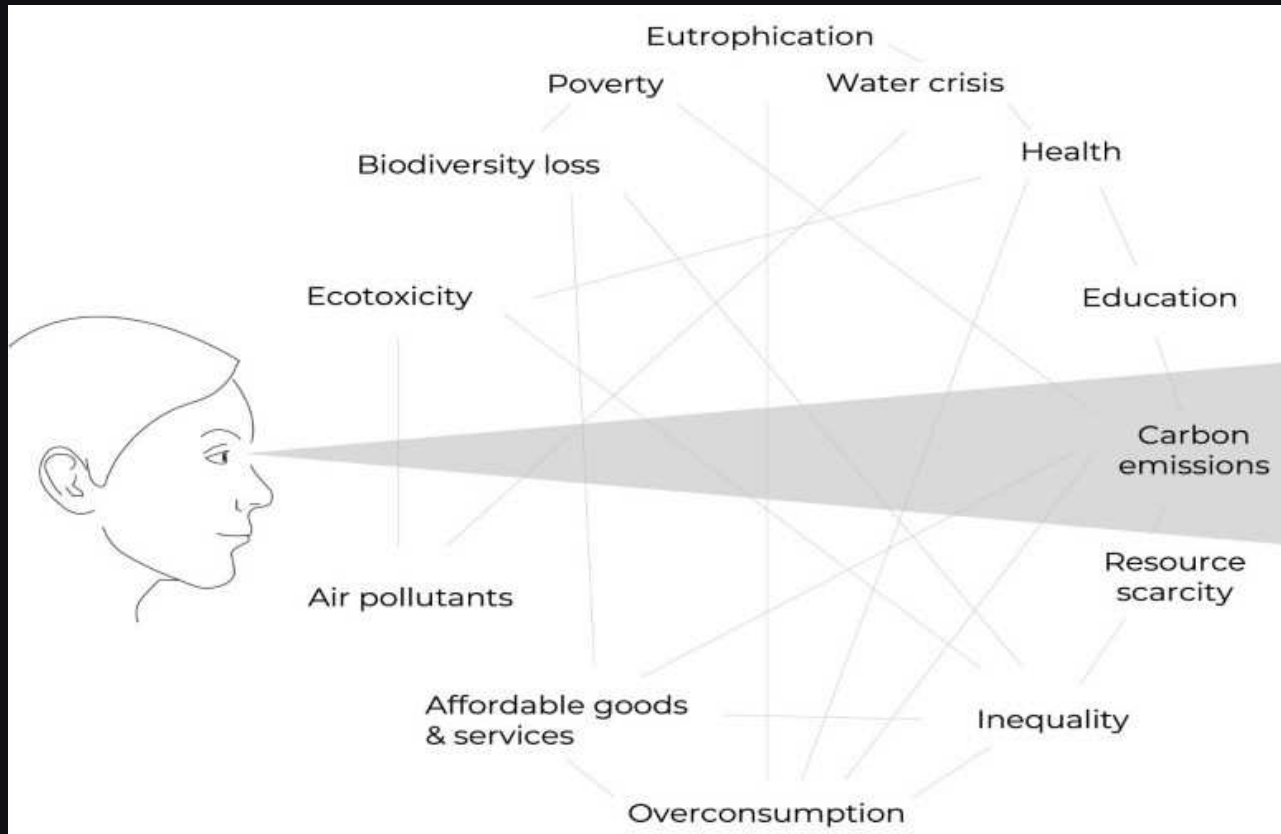 Eutrophication
Poverty
Water crisis
Health
Biodiversity loss
Ecotoxicity
Education
Carbon
emissions
Resource
scarcity
Air pollutants
Affordable goods
& services
Inequality
Overconsumption